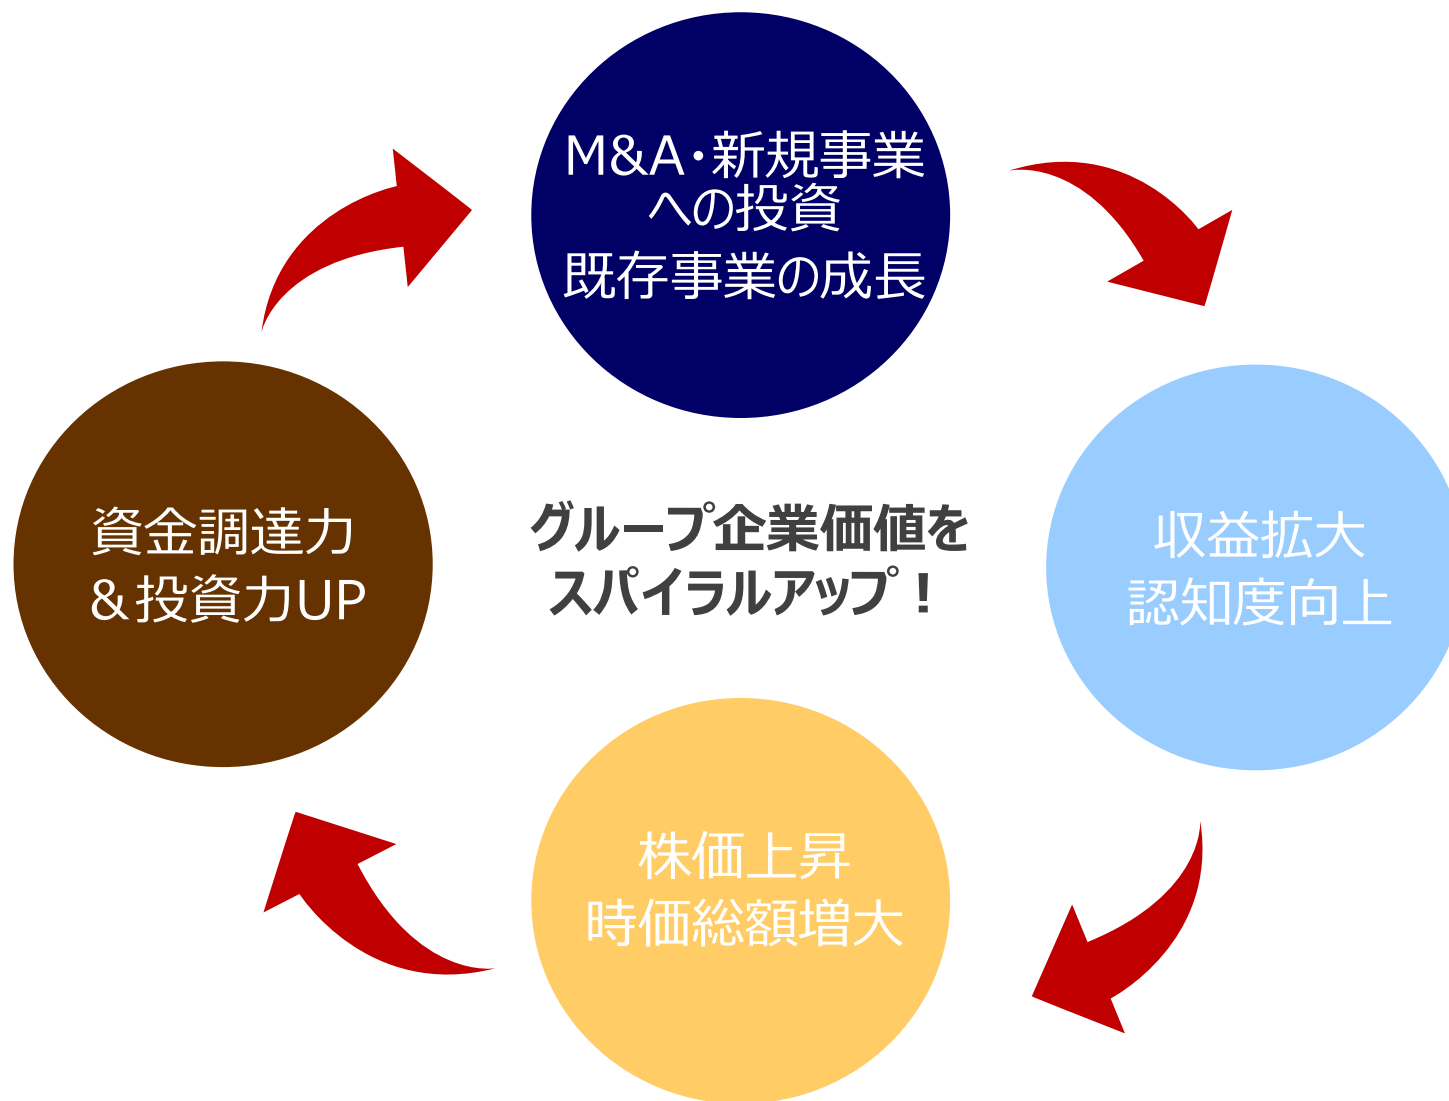 M&A・新規事業
への投資
既存事業の成長
収益拡大
認知度向上
株価上昇
時価総額増大
資金調達力
＆投資力UP
グループ企業価値を
スパイラルアップ！